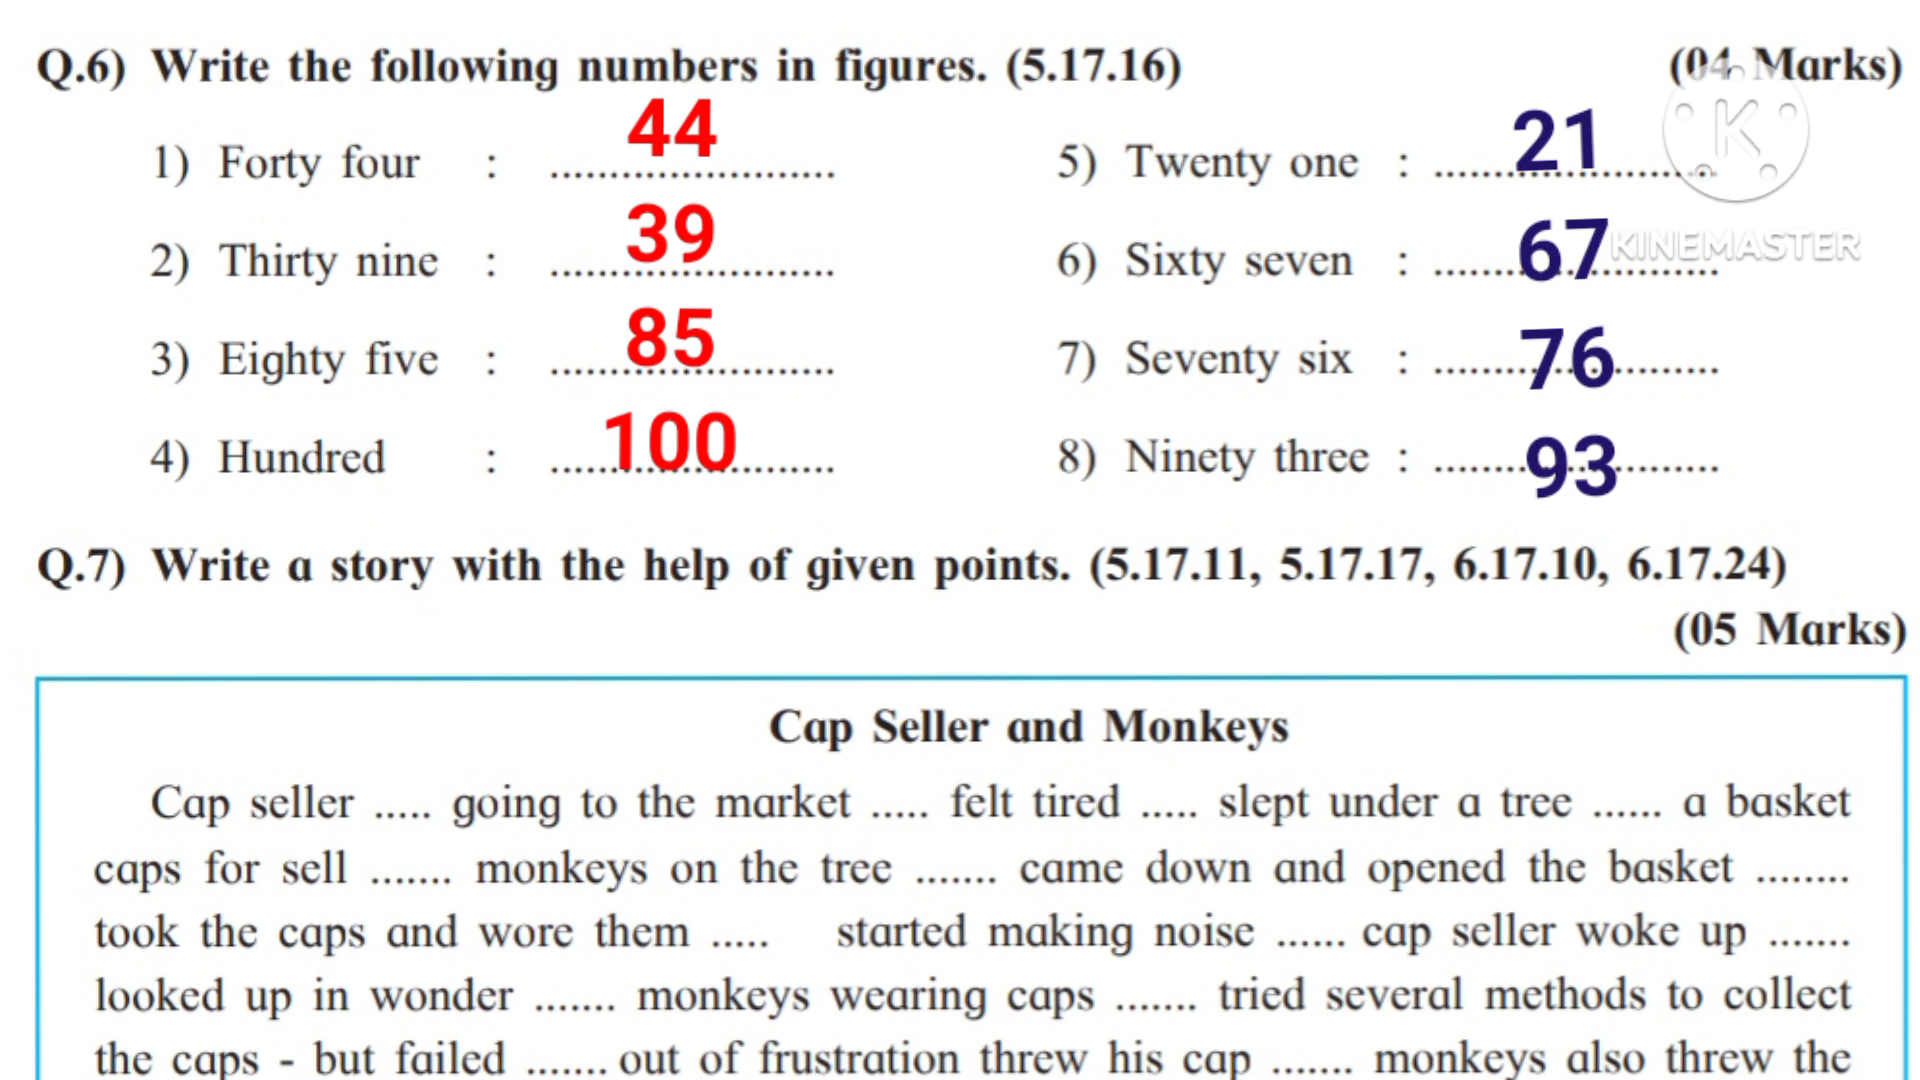 Q.6) Write the following numbers in figures. (5.17.16) (04 Marks)
1) Forty four : ........................ 44 5) Twenty one : ........................ 21
2) Thirty nine : ........................ 39 6) Sixty seven : ........................ 67
3) Eighty five : ........................ 85 7) Seventy six : ........................ 76
4) Hundred : ........................ 100 8) Ninety three : ........................ 93
K
KINEMASTER
Q.7) Write a story with the help of given points. (5.17.11, 5.17.17, 6.17.10, 6.17.24)
(05 Marks)
Cap Seller and Monkeys
Cap seller ..... going to the market ..... felt tired ..... slept under a tree ...... a basket
caps for sell ....... monkeys on the tree ....... came down and opened the basket ........
took the caps and wore them ..... started making noise ...... cap seller woke up .......
looked up in wonder ....... monkeys wearing caps ....... tried several methods to collect
the caps - but failed ....... out of frustration threw his cap ....... monkeys also threw the